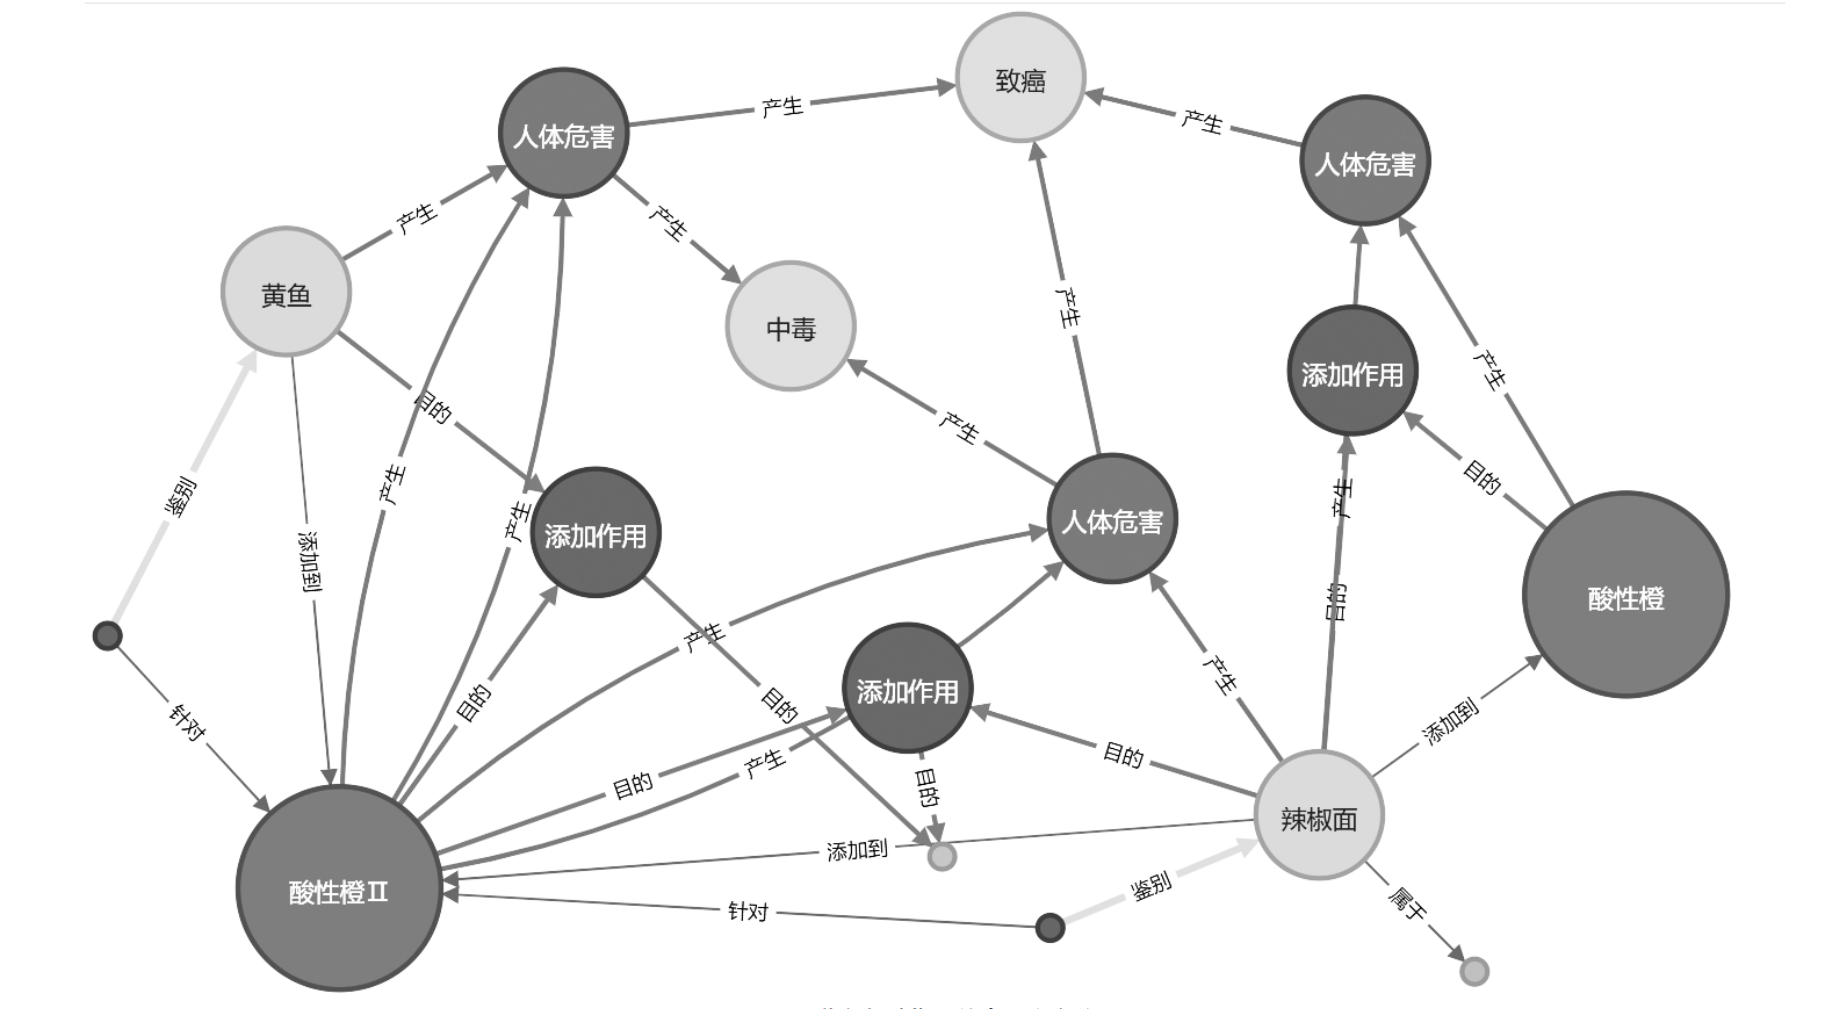 致癌
产生
产生
人体危害
人体危害
产生
产生
黄鱼
中毒
产生
添加作用
产生
目的
产生
目的
产生
鉴别
产生
产生
人体危害
添加作用
添加到
目的
酸性橙
产生
产生
目的
目的
添加作用
针对
添加到
目的
产生
目的
目的
辣椒面
添加到
酸性橙Ⅱ
鉴别
针对
属于